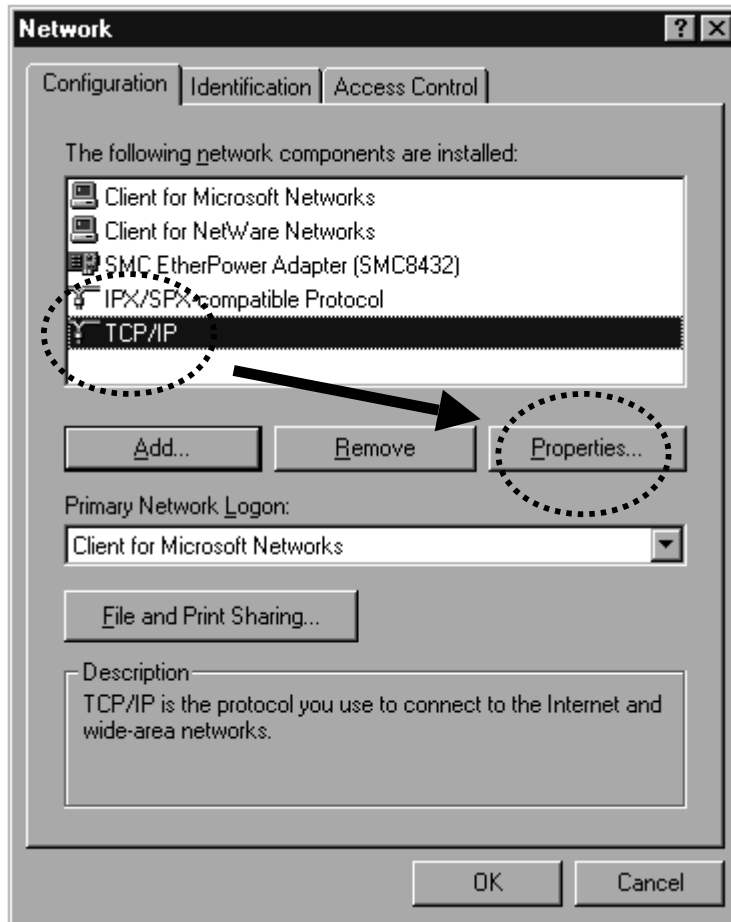 Network
Configuration
Identification
Access Control
The following network components are installed:
Client for Microsoft Networks
Client for NetWare Networks
SMC EtherPower Adapter (SMC8432)
IPX/SPX-compatible Protocol
TCP/IP
Add...
Remove
Properties...
Primary Network Logon:
Client for Microsoft Networks
File and Print Sharing...
Description
TCP/IP is the protocol you use to connect to the Internet and
wide-area networks.
OK
Cancel